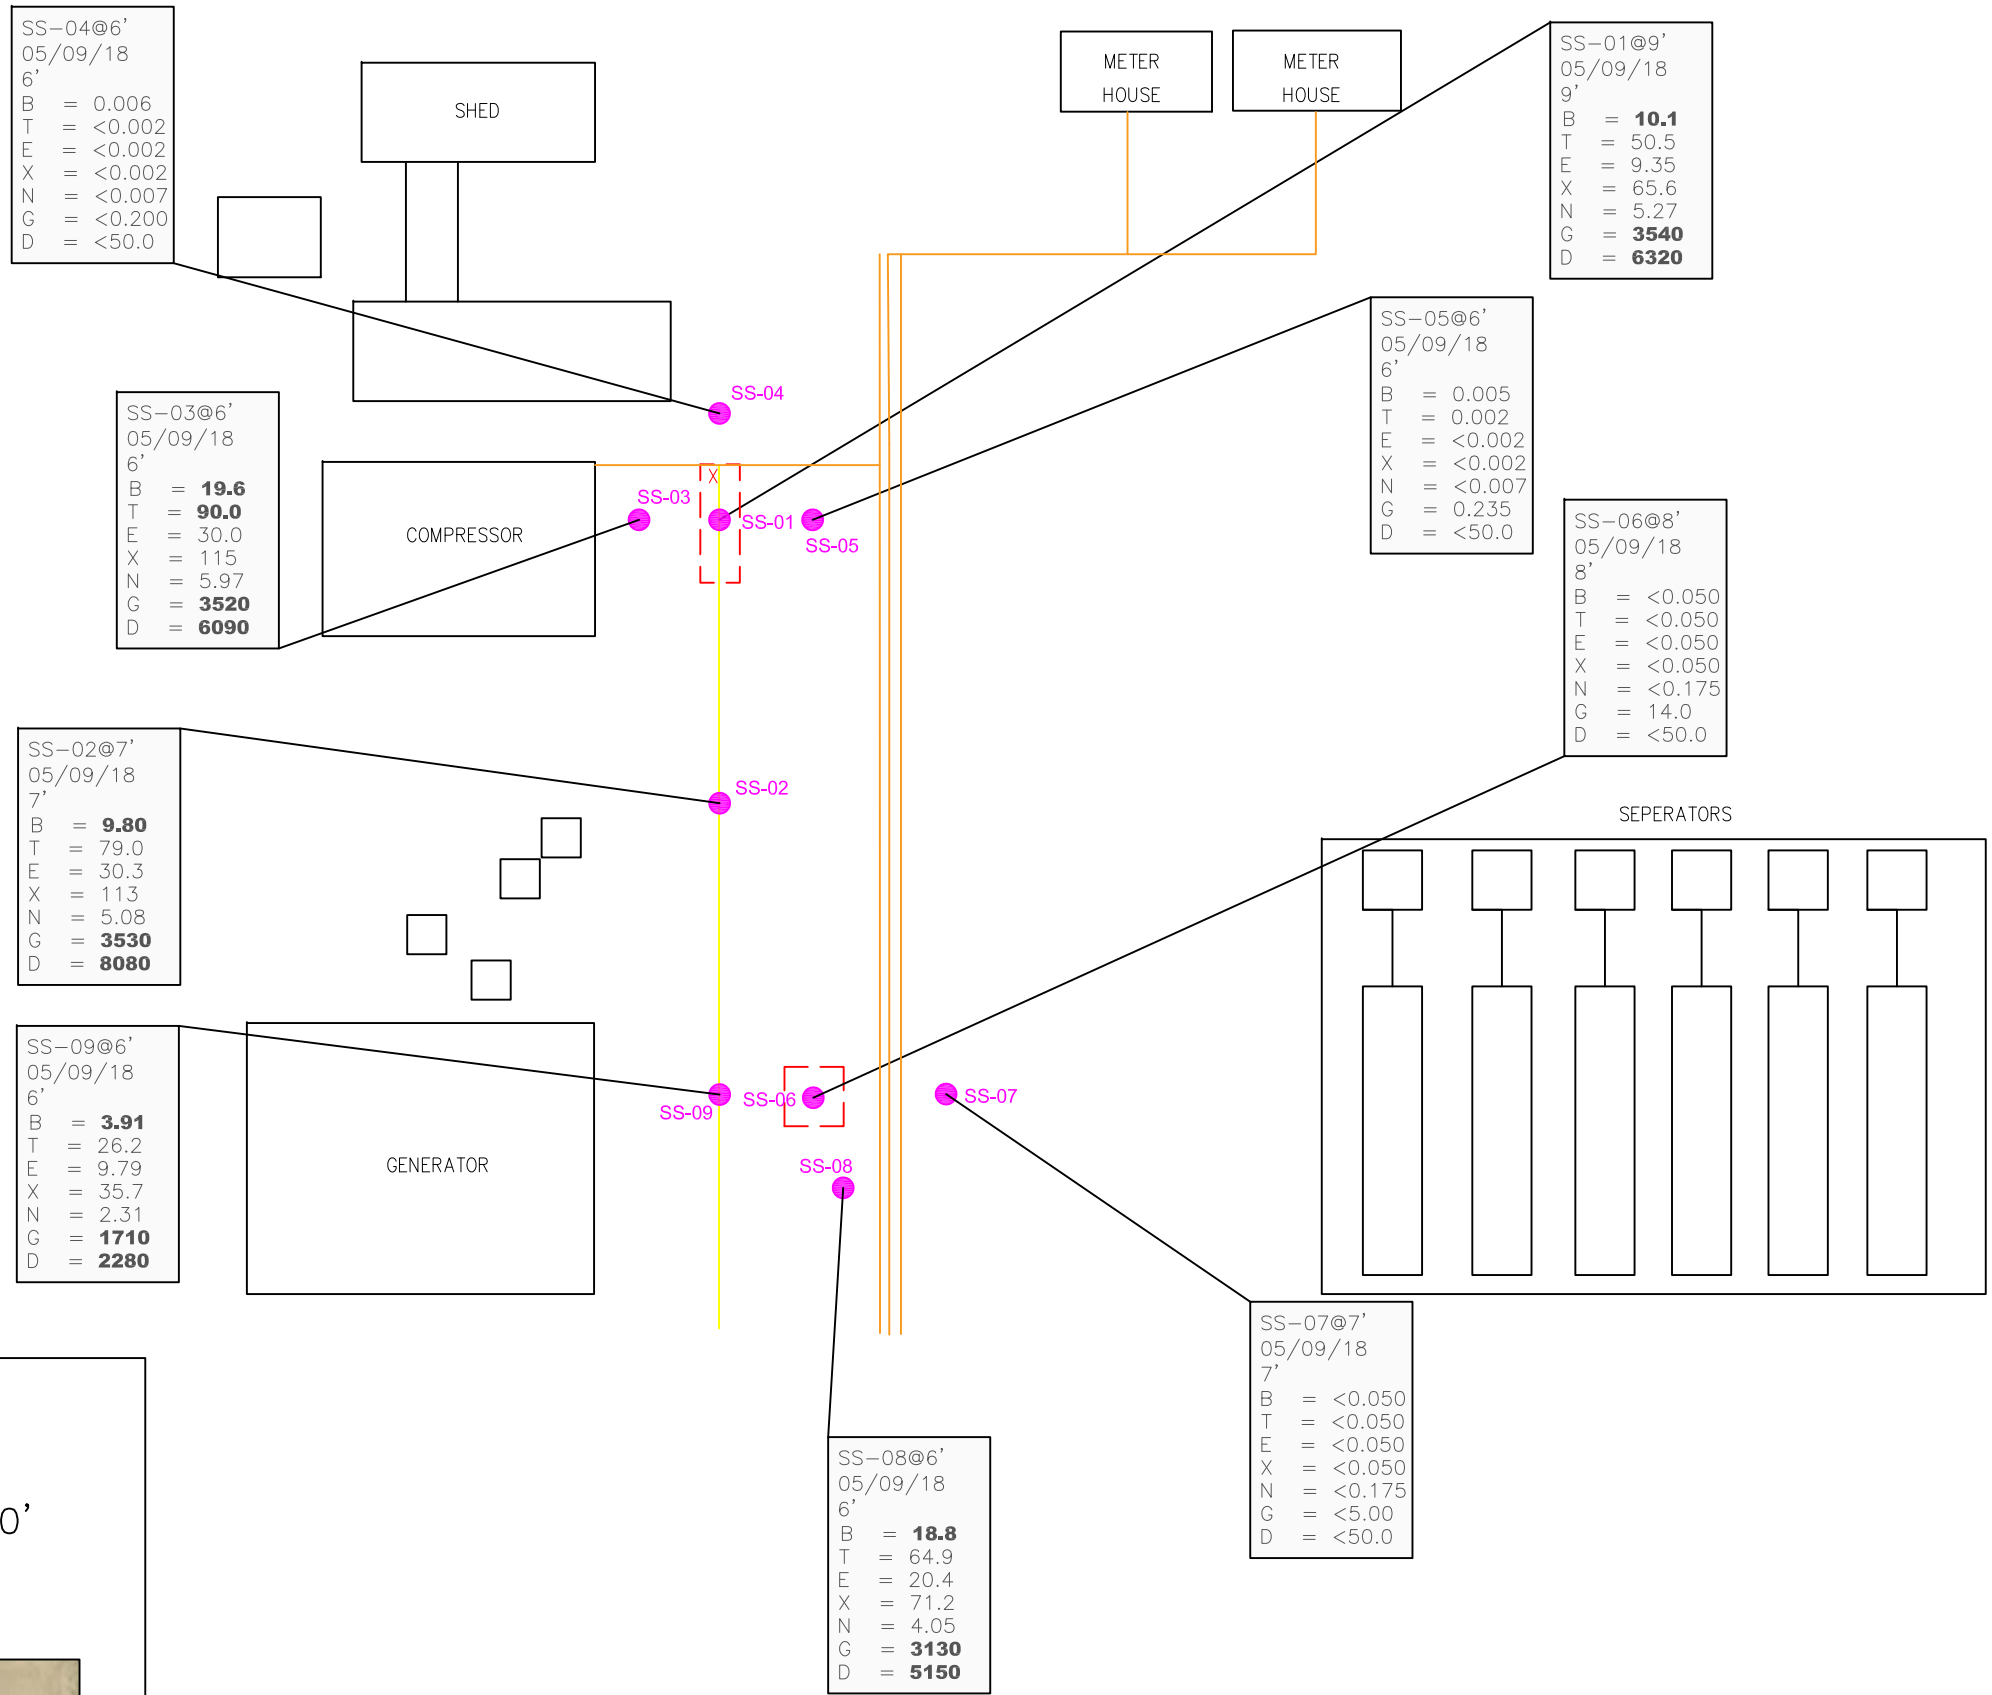 SS-04@6'
05/09/18
6'
B = 0.006
T = <0.002
E = <0.002
X = <0.002
N = <0.007
G = <0.200
D = <50.0
SHED
METER
HOUSE
METER
HOUSE
SS-01@9'
05/09/18
9'
B = 10.1
T = 50.5
E = 9.35
X = 65.6
N = 5.27
G = 3540
D = 6320
SS-05@6'
05/09/18
6'
B = 0.005
T = 0.002
E = <0.002
X = <0.002
N = <0.007
G = 0.235
D = <50.0
SS-04
SS-03@6'
05/09/18
6'
B = 19.6
T = 90.0
E = 30.0
X = 115
N = 5.97
G = 3520
D = 6090
COMPRESSOR
X
SS-03
SS-01
SS-05
SS-06@8'
05/09/18
8'
B = <0.050
T = <0.050
E = <0.050
X = <0.050
N = <0.175
G = 14.0
D = <50.0
SS-02@7'
05/09/18
7'
B = 9.80
T = 79.0
E = 30.3
X = 113
N = 5.08
G = 3530
D = 8080
SS-02
SEPERATORS
SS-09@6'
05/09/18
6'
B = 3.91
T = 26.2
E = 9.79
X = 35.7
N = 2.31
G = 1710
D = 2280
GENERATOR
SS-09
SS-06
SS-07
SS-08
SS-07@7'
05/09/18
7'
B = <0.050
T = <0.050
E = <0.050
X = <0.050
N = <0.175
G = <5.00
D = <50.0
SS-08@6'
05/09/18
6'
B = 18.8
T = 64.9
E = 20.4
X = 71.2
N = 4.05
G = 3130
D = 5150
0'